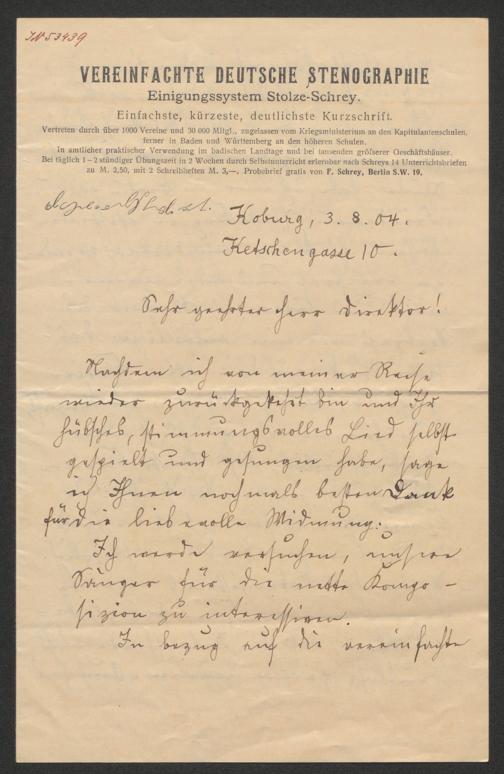 JN 53439
VEREINFACHTE DEUTSCHE STENOGRAPHIE
Einigungssystem Stolze-Schrey.
Einfachste, kürzeste, deutlichste Kurzschrift.
Vertreten durch über 1000 Vereine und 30 000 Mitgl., zugelassen vom Kriegsministerium an den Kapitulantenschulen,
ferner in Baden und Württemberg an den höheren Schulen.
In amtlicher praktischer Verwendung im badischen Landtage und bei tausenden größerer Geschäftshäuser.
Bei täglich 1–2 stündiger Übungszeit in 2 Wochen durch Selbstunterricht erlernbar nach Schreys 14 Unterrichtsbriefen
zu M. 2,50, mit 2 Schreibheften M. 3,—. Probebrief gratis von F. Schrey, Berlin S.W. 19.
Koburg, 3. 8. 04.
Ketschengasse 10.
Sehr geehrter Herr Direktor!
Nachdem ich von meiner Reise
wieder zurückgekehrt bin und Ihr
hübsches, stimmungsvolles Lied selbst
gespielt und gesungen habe, sage
ich Ihnen nochmals besten Dank
für die liebevolle Widmung.
Ich werde versuchen, unsere
Sänger für die nette Kompo-
sizion zu interessiren.
In bezug auf die vereinfachte